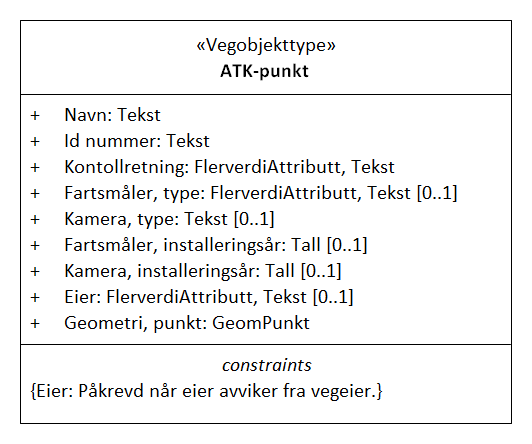 «Vegobjekttype»
ATK-punkt
+ Navn: Tekst
+ Id nummer: Tekst
+ Kontollretning: FlerverdiAttributt, Tekst
+ Fartsmåler, type: FlerverdiAttributt, Tekst [0..1]
+ Kamera, type: Tekst [0..1]
+ Fartsmåler, installeringsår: Tall [0..1]
+ Kamera, installeringsår: Tall [0..1]
+ Eier: FlerverdiAttributt, Tekst [0..1]
+ Geometri, punkt: GeomPunkt
constraints
{Eier: Påkrevd når eier avviker fra vegeier.}